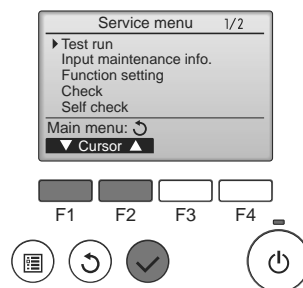 Service menu 1/2
Test run
Input maintenance info.
Function setting
Check
Self check
Main menu:
▼ Cursor ▲
F1 F2 F3 F4